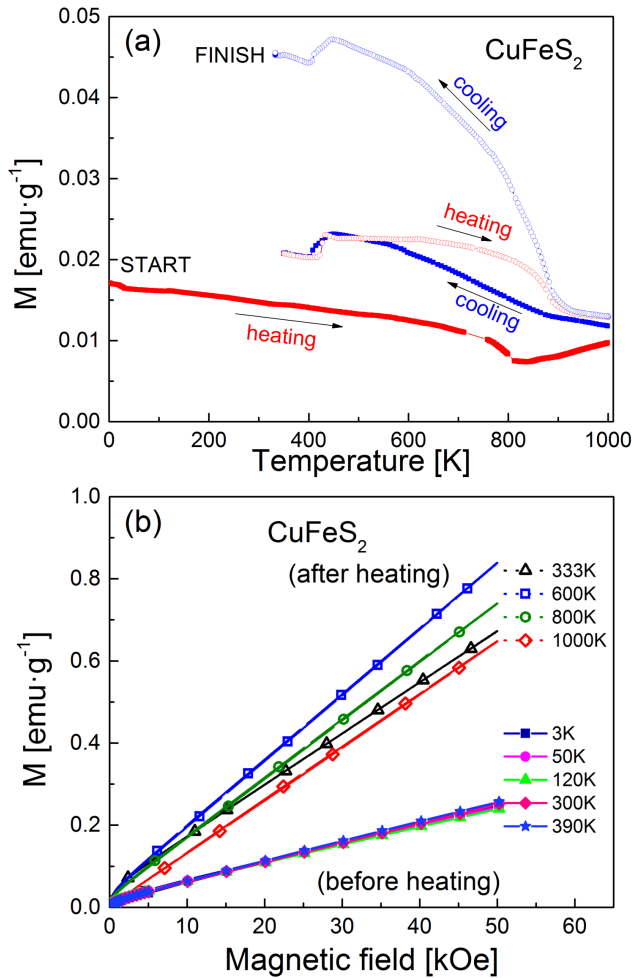 (a)
CuFeS₂
FINISH
cooling
heating
START
cooling
heating
M [emu·g⁻¹]
0.05
0.04
0.03
0.02
0.01
0.00
0 200 400 600 800 1000
Temperature [K]
(b)
CuFeS₂
(after heating)
333K
600K
800K
1000K
3K
50K
120K
300K
390K
(before heating)
M [emu·g⁻¹]
1.0
0.8
0.6
0.4
0.2
0.0
0 10 20 30 40 50 60
Magnetic field [kOe]